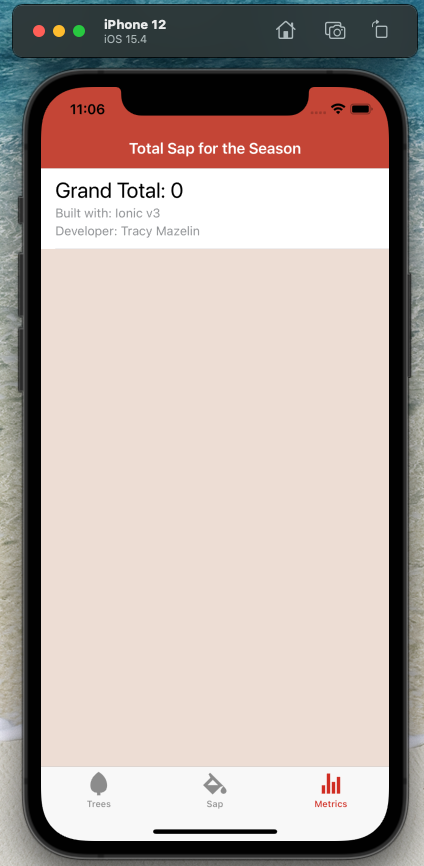 iPhone 12
iOS 15.4
11:06
Total Sap for the Season
Grand Total: 0
Built with: Ionic v3
Developer: Tracy Mazelin
Trees
Sap
Metrics